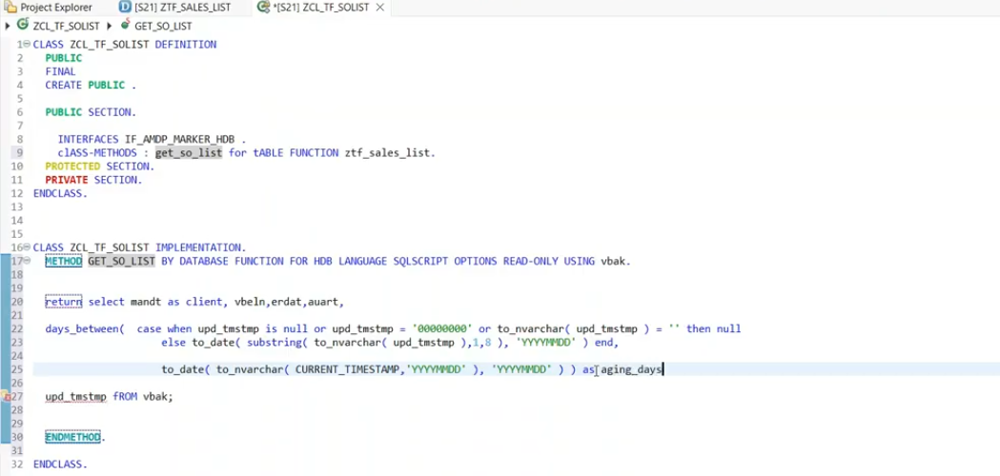 Project Explorer [S21] ZTF_SALES_LIST *[S21] ZCL_TF_SOLIST
ZCL_TF_SOLIST GET_SO_LIST
1 CLASS ZCL_TF_SOLIST DEFINITION
2 PUBLIC
3 FINAL
4 CREATE PUBLIC .
5
6 PUBLIC SECTION.
7
8 INTERFACES IF_AMDP_MARKER_HDB .
9 clASS-METHODS : get_so_list for tABLE FUNCTION ztf_sales_list.
10 PROTECTED SECTION.
11 PRIVATE SECTION.
12 ENDCLASS.
13
14
15
16 CLASS ZCL_TF_SOLIST IMPLEMENTATION.
17 METHOD GET_SO_LIST BY DATABASE FUNCTION FOR HDB LANGUAGE SQLSCRIPT OPTIONS READ-ONLY USING vbak.
18
19
20 return select mandt as client, vbeln,erdat,auart,
21
22 days_between( case when upd_tmstmp is null or upd_tmstmp = '00000000' or to_nvarchar( upd_tmstmp ) = '' then null
23 else to_date( substring( to_nvarchar( upd_tmstmp ),1,8 ), 'YYYYMMDD' ) end,
24
25 to_date( to_nvarchar( CURRENT_TIMESTAMP,'YYYYMMDD' ), 'YYYYMMDD' ) ) as aging_days
26
27 upd_tmstmp fROM vbak;
28
29
30 ENDMETHOD.
31
32 ENDCLASS.